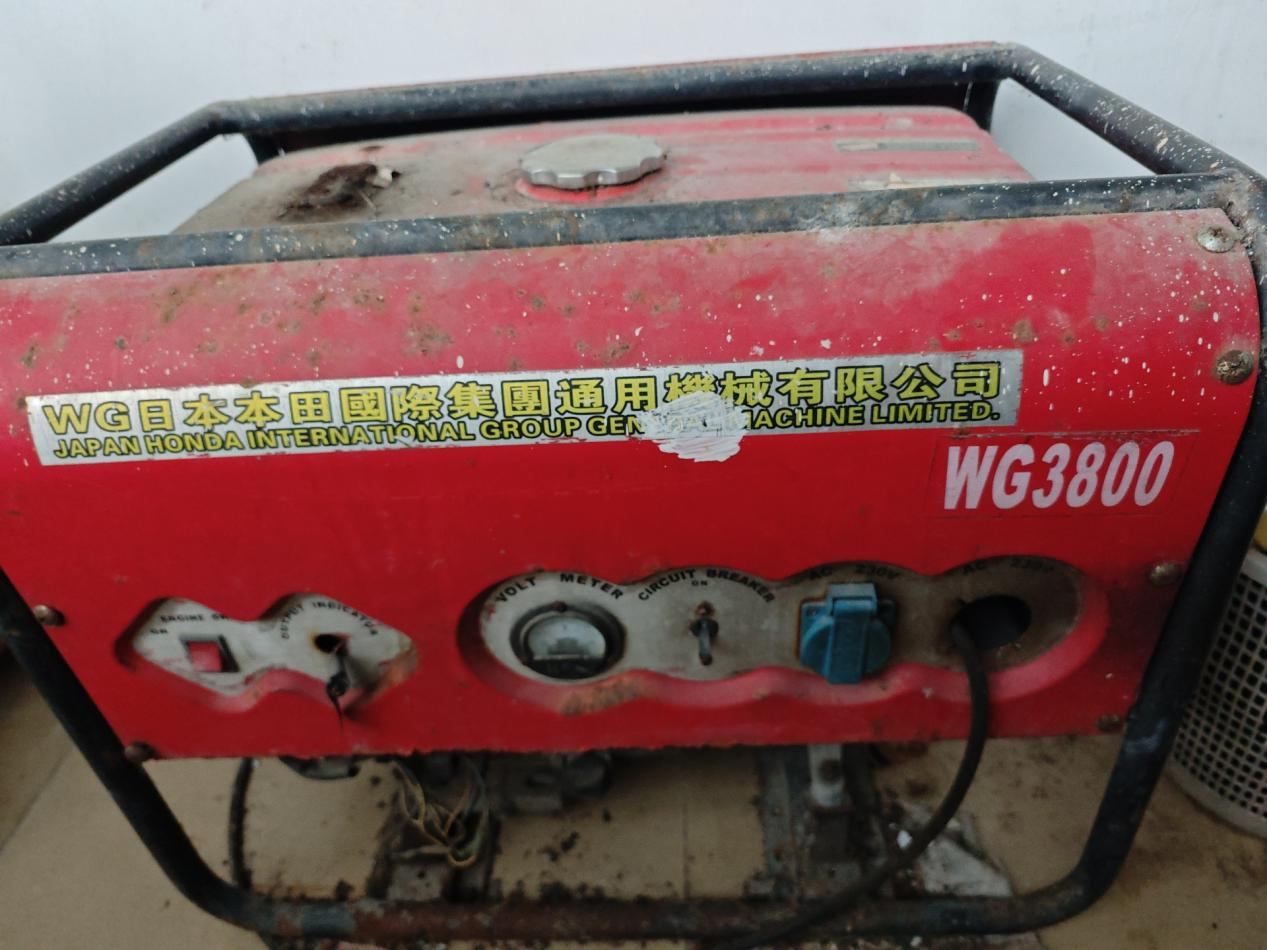 WG日本本田國際集團通用機械有限公司
JAPAN HONDA INTERNATIONAL GROUP GEN MACHINE LIMITED.
WG3800
ENGINE
OUTPUT INDICATOR
VOLT METER
CIRCUIT BREAKER
ON
AC 230V
AC 230V